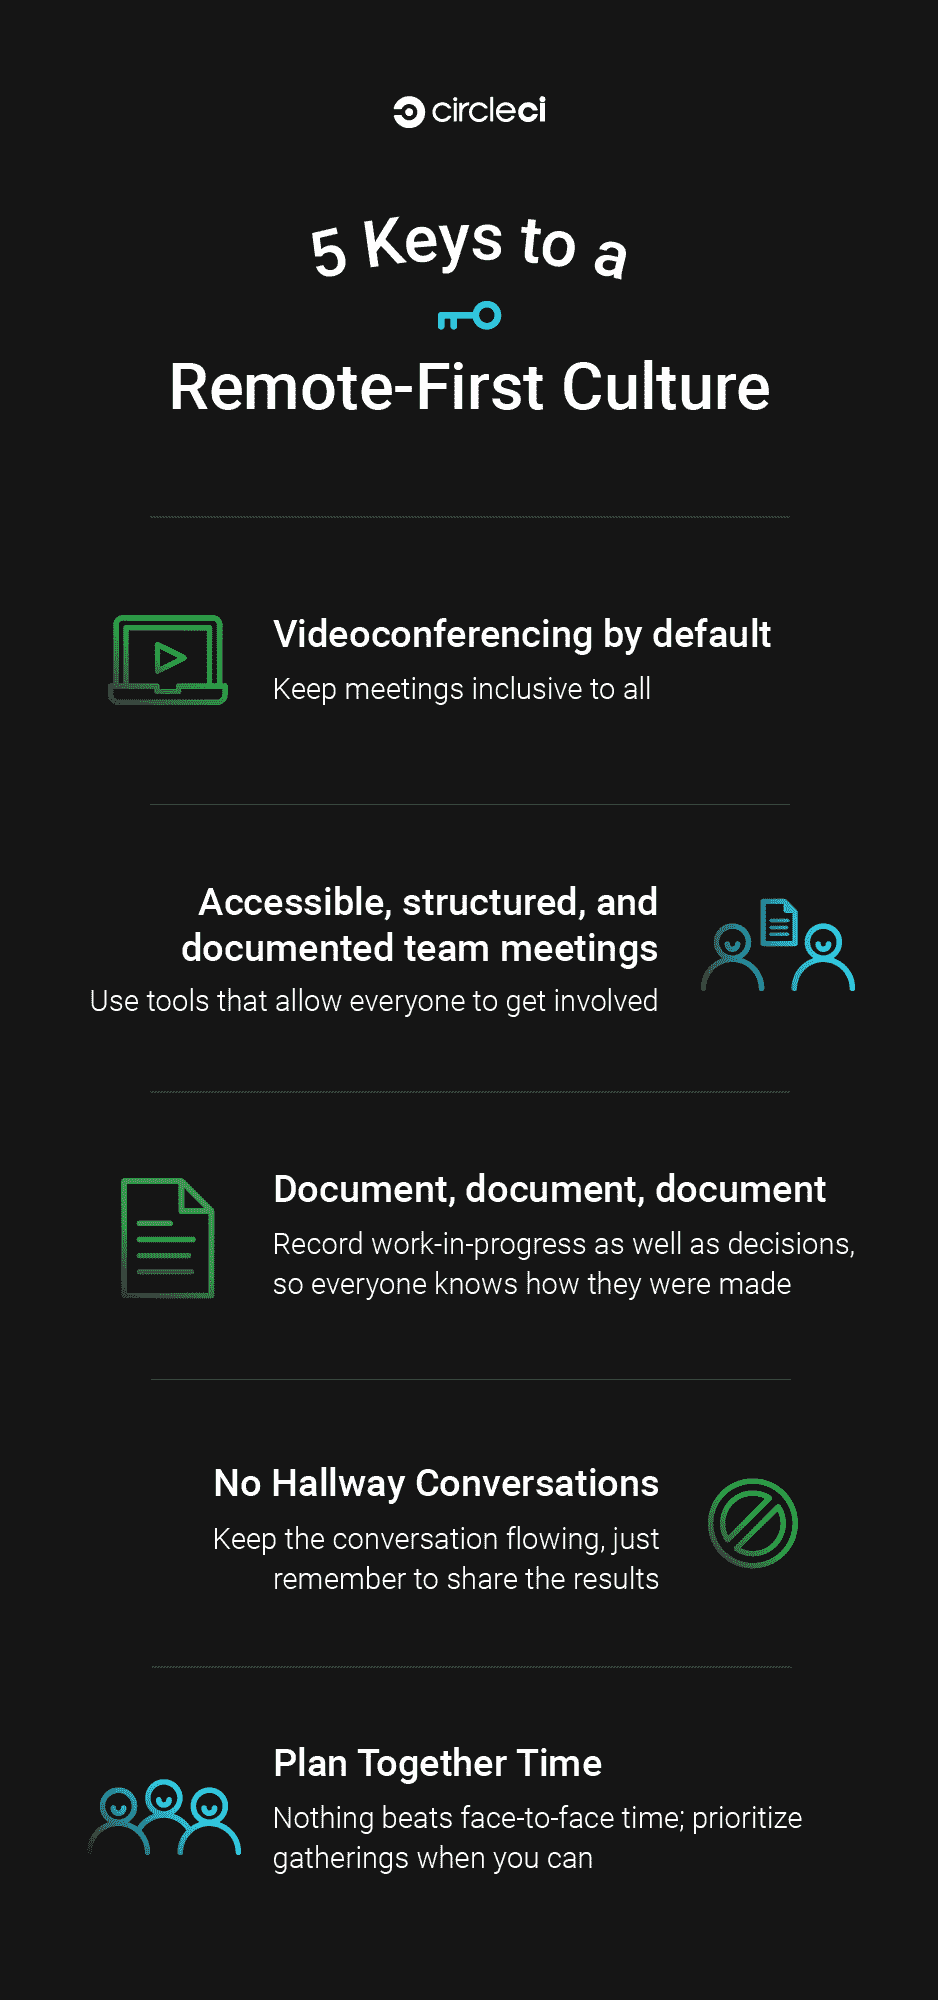 circleci
5 Keys to a
Remote-First Culture
Videoconferencing by default
Keep meetings inclusive to all
Accessible, structured, and
documented team meetings
Use tools that allow everyone to get involved
Document, document, document
Record work-in-progress as well as decisions,
so everyone knows how they were made
No Hallway Conversations
Keep the conversation flowing, just
remember to share the results
Plan Together Time
Nothing beats face-to-face time; prioritize
gatherings when you can